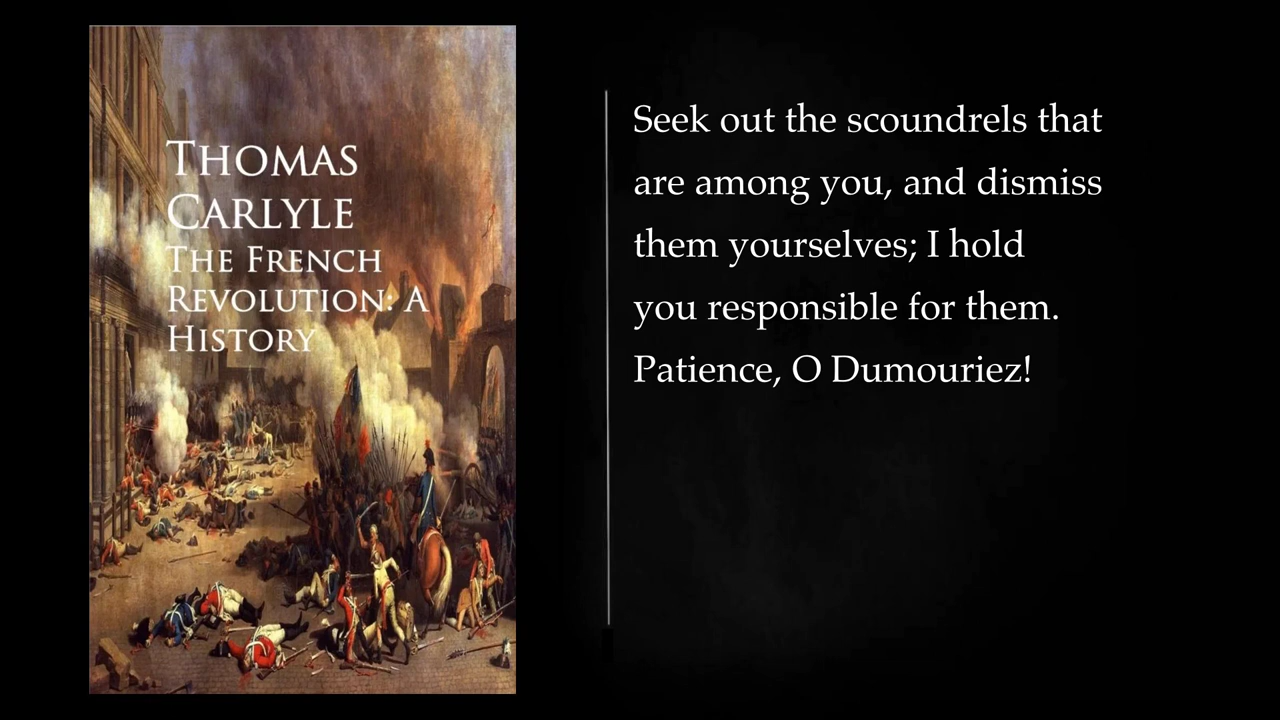 THOMAS
CARLYLE
THE FRENCH
REVOLUTION: A
HISTORY
Seek out the scoundrels that
are among you, and dismiss
them yourselves; I hold
you responsible for them.
Patience, O Dumouriez!